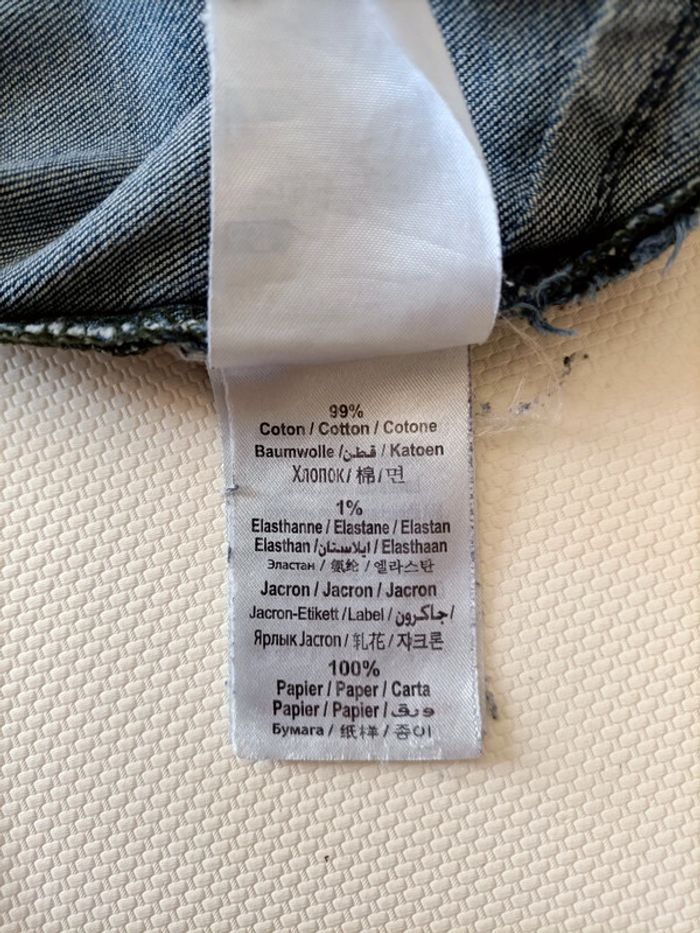 99%
Coton / Cotton / Cotone
Baumwolle / قطن / Katoen
Хлопок / 棉 / 면
1%
Elasthanne / Elastane / Elastan
Elasthan / ايلاستان / Elasthaan
Эластан / 氨纶 / 엘라스탄
Jacron / Jacron / Jacron
Jacron-Etikett / Label / جاكرون /
Ярлык Jacron / 轧花 / 쟈크론
100%
Papier / Paper / Carta
Papier / Papier / ورق
Бумага / 纸样 / 종이